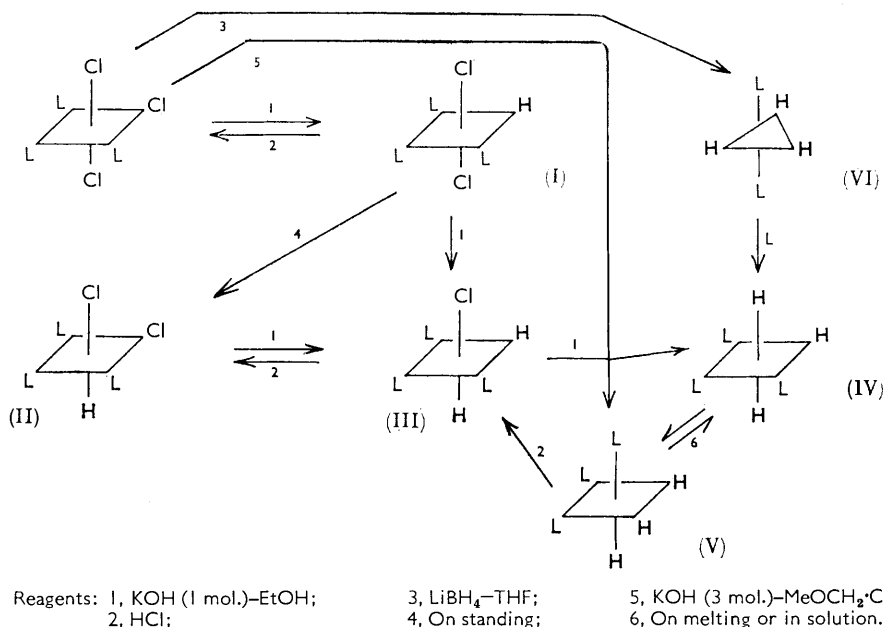 3
5
Cl
L
Cl
L
L
Cl
1
2
Cl
L
H
L
L
Cl
(I)
L
H
H
H
L
(VI)
4
1
L
Cl
L
Cl
L
L
H
(II)
1
2
Cl
L
H
L
L
H
(III)
1
H
L
H
L
L
H
(IV)
2
6
L
L
H
L
H
H
(V)
Reagents: 1, KOH (1 mol.)–EtOH; 3, LiBH4–THF; 5, KOH (3 mol.)–MeOCH2·C
2, HCl; 4, On standing; 6, On melting or in solution.